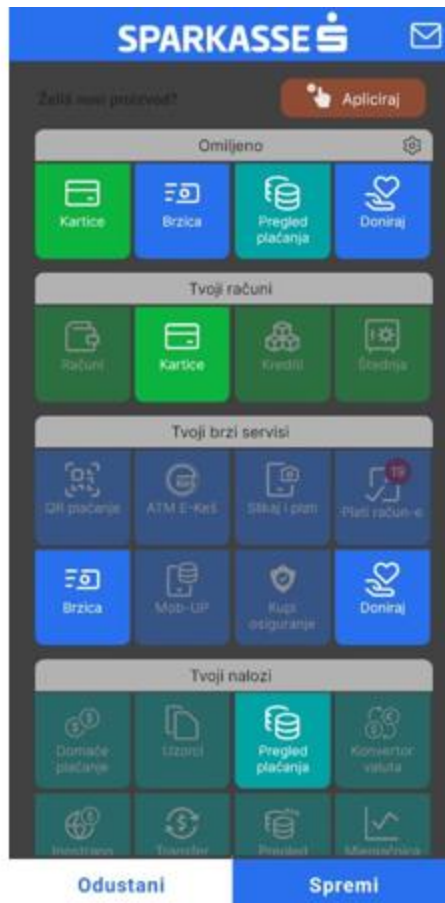 SPARKASSE S
Želiš novi proizvod?
Apliciraj
Omiljeno
Kartice
Brzica
Pregled
plaćanja
Doniraj
Tvoji računi
Računi
Kartice
Krediti
Štednja
Tvoji brzi servisi
QR plaćanje
ATM E-Keš
Slikaj i plati
19
Plati račun-e
Brzica
Mob-UP
Kupi
osiguranje
Doniraj
Tvoji nalozi
Domaće
plaćanje
Uzorci
Pregled
plaćanja
Konvertor
valuta
Inostrano
Transfer
Pregled
Mjenjačnica
Odustani
Spremi